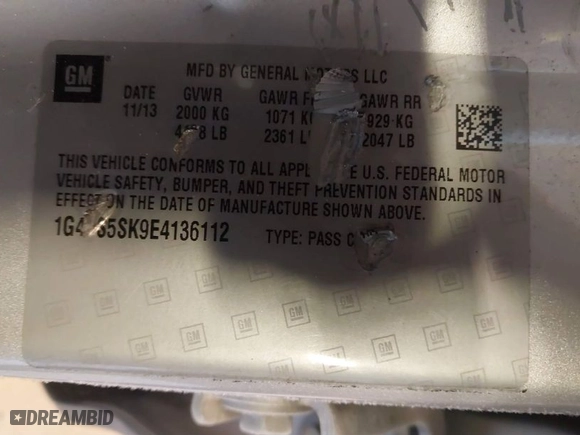 GM
MFD BY GENERAL LLC
DATE GVWR GAWR GAWR RR
11/13 2000 KG 1071 929 KG
LB 2361 2047 LB
THIS VEHICLE CONFORMS TO ALL U.S. FEDERAL MOTOR
VEHICLE SAFETY, BUMPER, AND THEFT PREVENTION STANDARDS IN
EFFECT ON THE DATE OF MANUFACTURE SHOWN ABOVE.
TYPE: PASS
DREAMBID